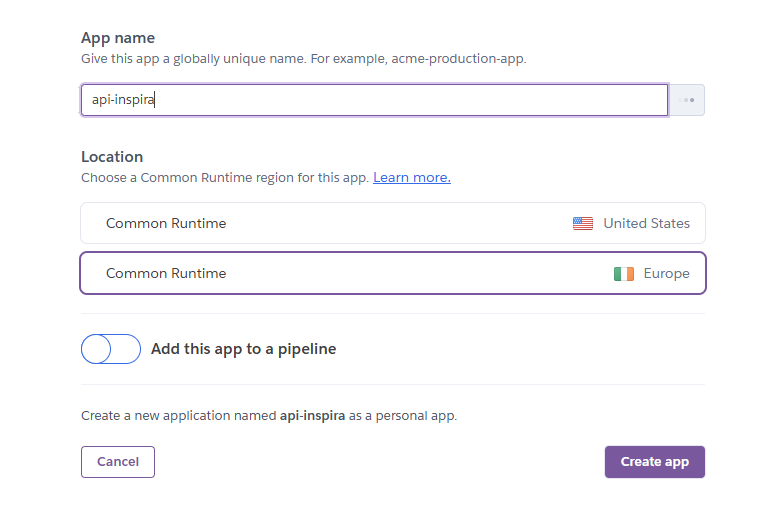 App name
Give this app a globally unique name. For example, acme-production-app.
api-inspira
Location
Choose a Common Runtime region for this app. Learn more.
Common Runtime United States
Common Runtime Europe
Add this app to a pipeline
Create a new application named api-inspira as a personal app.
Cancel Create app